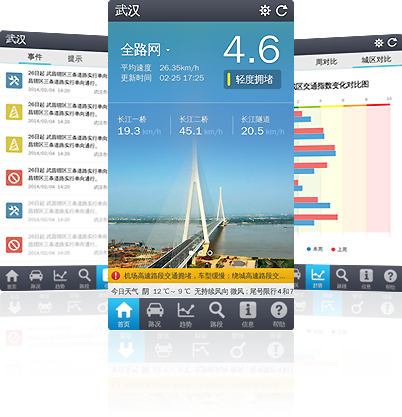 武汉
事件
提示
26日起 武昌辖区三条道路实行单向
昌辖区三条道路实行单向通行。
2014/02/04 14:20
26日起 武昌辖区三条道路实行单向
昌辖区三条道路实行单向通行。
2014/02/04 14:20
26日起 武昌辖区三条道路实行单向
昌辖区三条道路实行单向通行。
2014/02/04 14:20
26日起 武昌辖区三条道路实行单向
昌辖区三条道路实行单向通行。
2014/02/04 14:20
26日起 武昌辖区三条道路实行单向
昌辖区三条道路实行单向通行。
2014/02/04 14:20
26日起 武昌辖区三条道路实行单向
昌辖区三条道路实行单向通行。
2014/02/04 14:20
首页 路况 趋势 路段
武汉
全路网
4.6
平均速度 26.35km/h
更新时间 02-25 17:25
轻度拥堵
长江一桥 长江二桥 长江隧道
19.3 km/h 45.1 km/h 20.5 km/h
机场高速路段交通拥堵，车型缓慢；绕城高速路段交...
今日天气 阴 12℃~ 9℃ 无持续风向 微风；尾号限行4和7
首页 路况 趋势 路段 信息 帮助
周对比
城区对比
区交通指数变化对比图
2 4 6 8 10
本周 上周
趋势 路段 信息 帮助